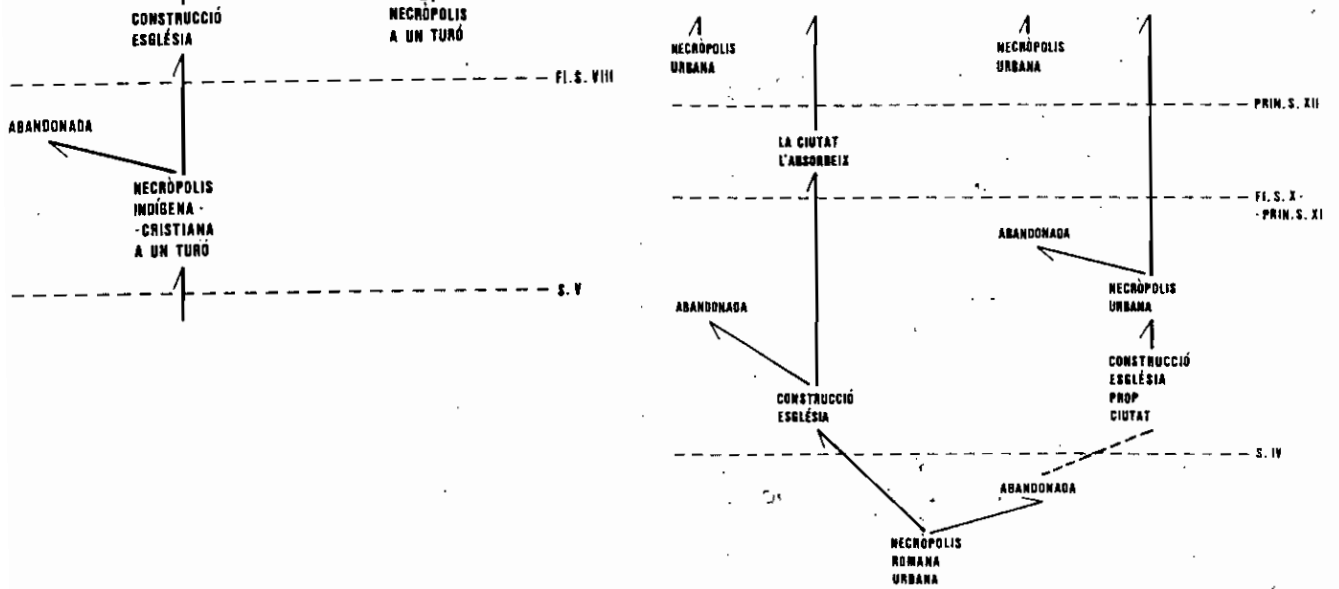 CONSTRUCCIÓ
ESGLÉSIA
NECRÒPOLIS
A UN TURÓ
FI.S. VIII
ABANDONADA
NECRÒPOLIS
INDÍGENA -
-CRISTIANA
A UN TURÓ
S. V
NECRÒPOLIS
URBANA
NECRÒPOLIS
URBANA
PRIN. S. XII
LA CIUTAT
L'ABSORBEIX
FI. S. X -
- PRIN. S. XI
ABANDONADA
NECRÒPOLIS
URBANA
ABANDONADA
CONSTRUCCIÓ
ESGLÉSIA
PROP
CIUTAT
CONSTRUCCIÓ
ESGLÉSIA
S. IV
ABANDONADA
NECRÒPOLIS
ROMANA
URBANA